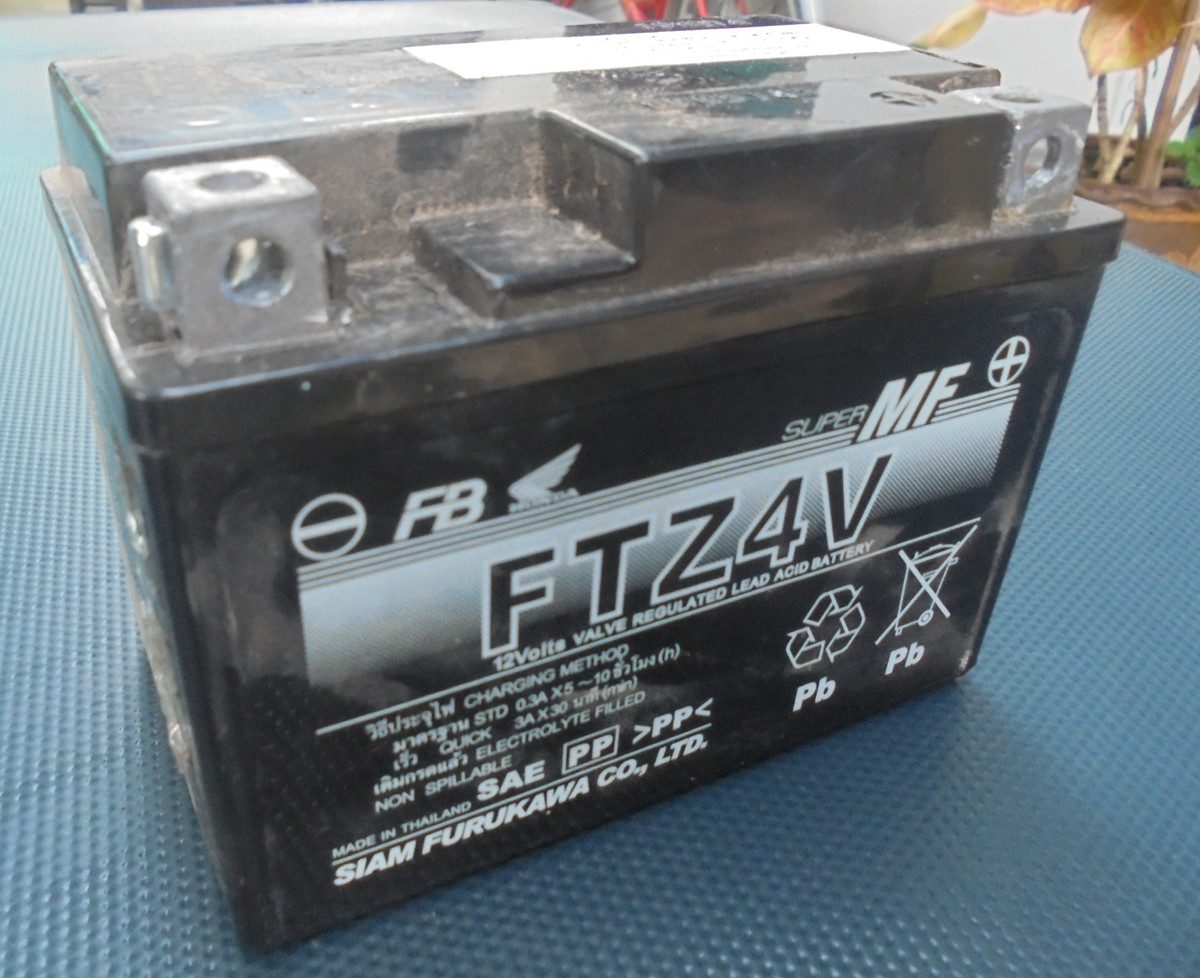 SUPER MF
FB HONDA
FTZ4V
12Volts VALVE REGULATED LEAD ACID BATTERY
วิธีประจุไฟ CHARGING METHOD
มาตรฐาน STD 0.3A X 5 ~ 10 ชั่วโมง (h)
เร็ว QUICK 3A X 30 นาที (min)
เติมกรดแล้ว ELECTROLYTE FILLED
NON SPILLABLE
SAE PP >PP<
MADE IN THAILAND
SIAM FURUKAWA CO., LTD.
Pb
Pb